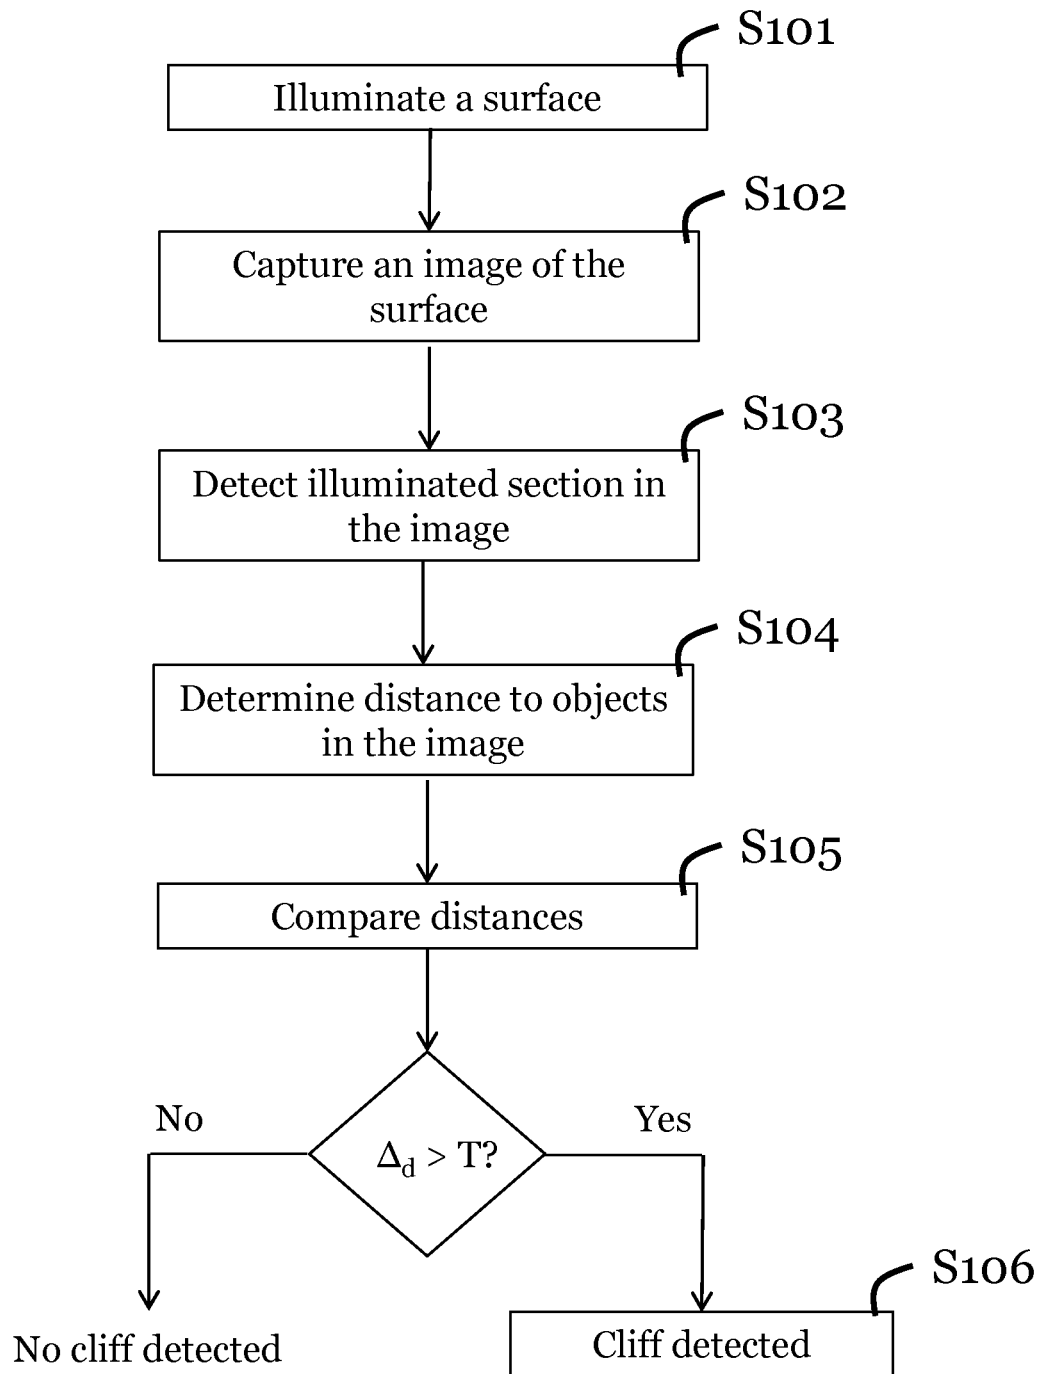 S101
Illuminate a surface
S102
Capture an image of the
surface
S103
Detect illuminated section in
the image
S104
Determine distance to objects
in the image
S105
Compare distances
No
Yes
Δd > T?
S106
No cliff detected
Cliff detected